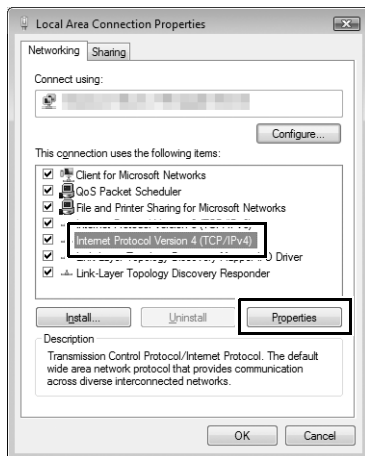 Local Area Connection Properties
Networking Sharing
Connect using:
Configure...
This connection uses the following items:
Client for Microsoft Networks
QoS Packet Scheduler
File and Printer Sharing for Microsoft Networks
Internet Protocol Version 4 (TCP/IPv4)
Driver
Link-Layer Topology Discovery Responder
Install... Uninstall Properties
Description
Transmission Control Protocol/Internet Protocol. The default
wide area network protocol that provides communication
across diverse interconnected networks.
OK Cancel